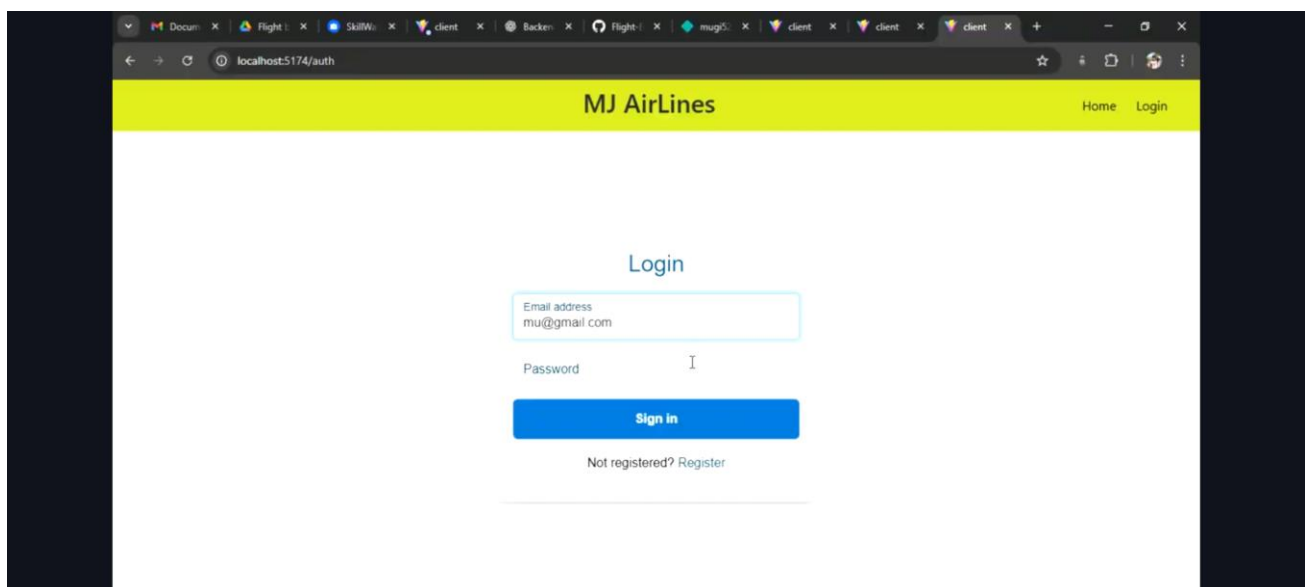 Docum Flight SkillWa client Backen Flight- mugi5 client client client
localhost:5174/auth
MJ AirLines
Home Login
Login
Email address
mu@gmail.com
Password
Sign in
Not registered? Register